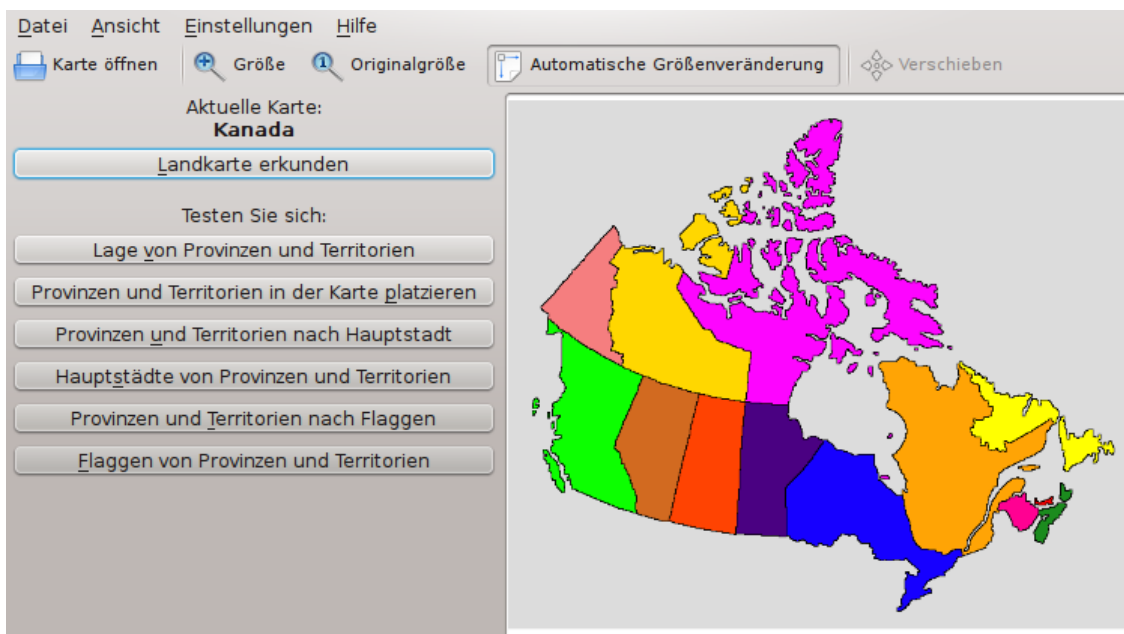 Datei Ansicht Einstellungen Hilfe
Karte öffnen Größe Originalgröße Automatische Größenveränderung Verschieben
Aktuelle Karte:
Kanada
Landkarte erkunden
Testen Sie sich:
Lage von Provinzen und Territorien
Provinzen und Territorien in der Karte platzieren
Provinzen und Territorien nach Hauptstadt
Hauptstädte von Provinzen und Territorien
Provinzen und Territorien nach Flaggen
Flaggen von Provinzen und Territorien